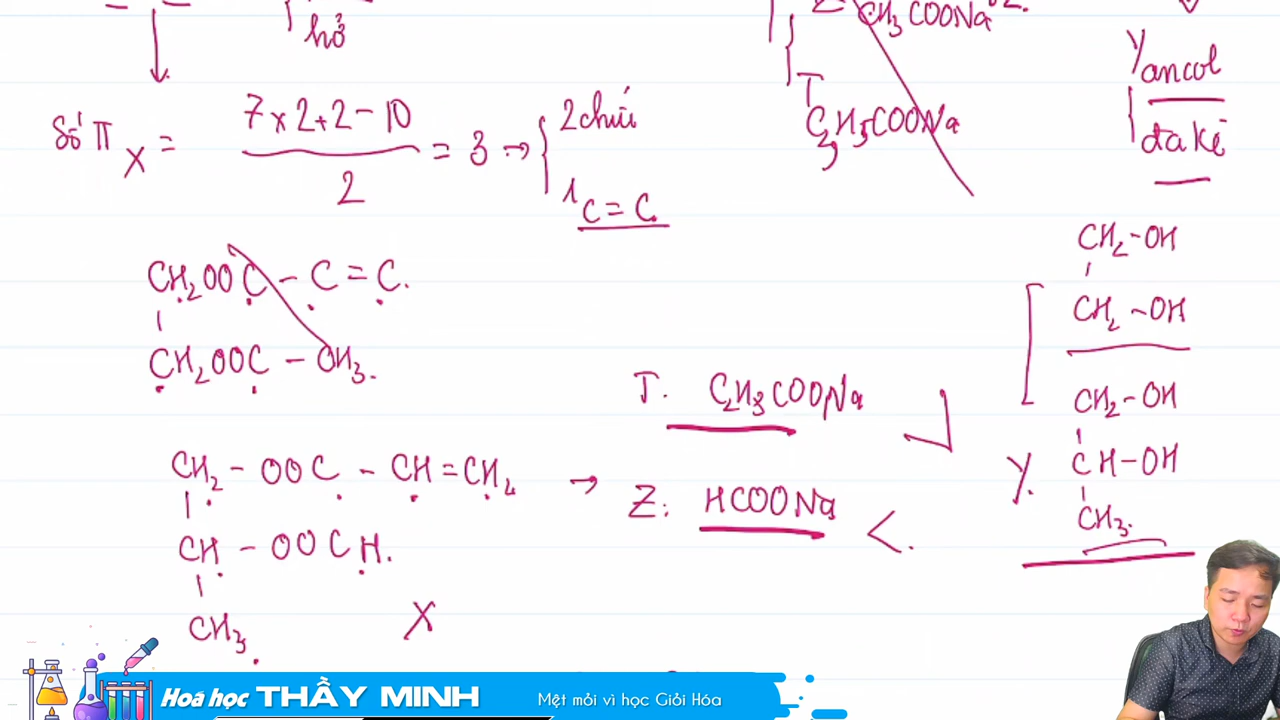 hở
CH3COONa
T
C2H5COONa
Y ancol
đa kế
Số π X = (7x2+2-10)/2 = 3 → { 2 chức
1 C=C.
CH2OOC - C = C.
CH2OOC - CH3.
CH2-OH
CH2-OH
T. C2H3COONa
Z: HCOONa <.
CH2-OH
Y. CH-OH
CH3.
CH2 - OOC - CH=CH2 →
CH - OOCH.
CH3 X
Hoá học THẦY MINH
Mệt mỏi vì học Giỏi Hóa